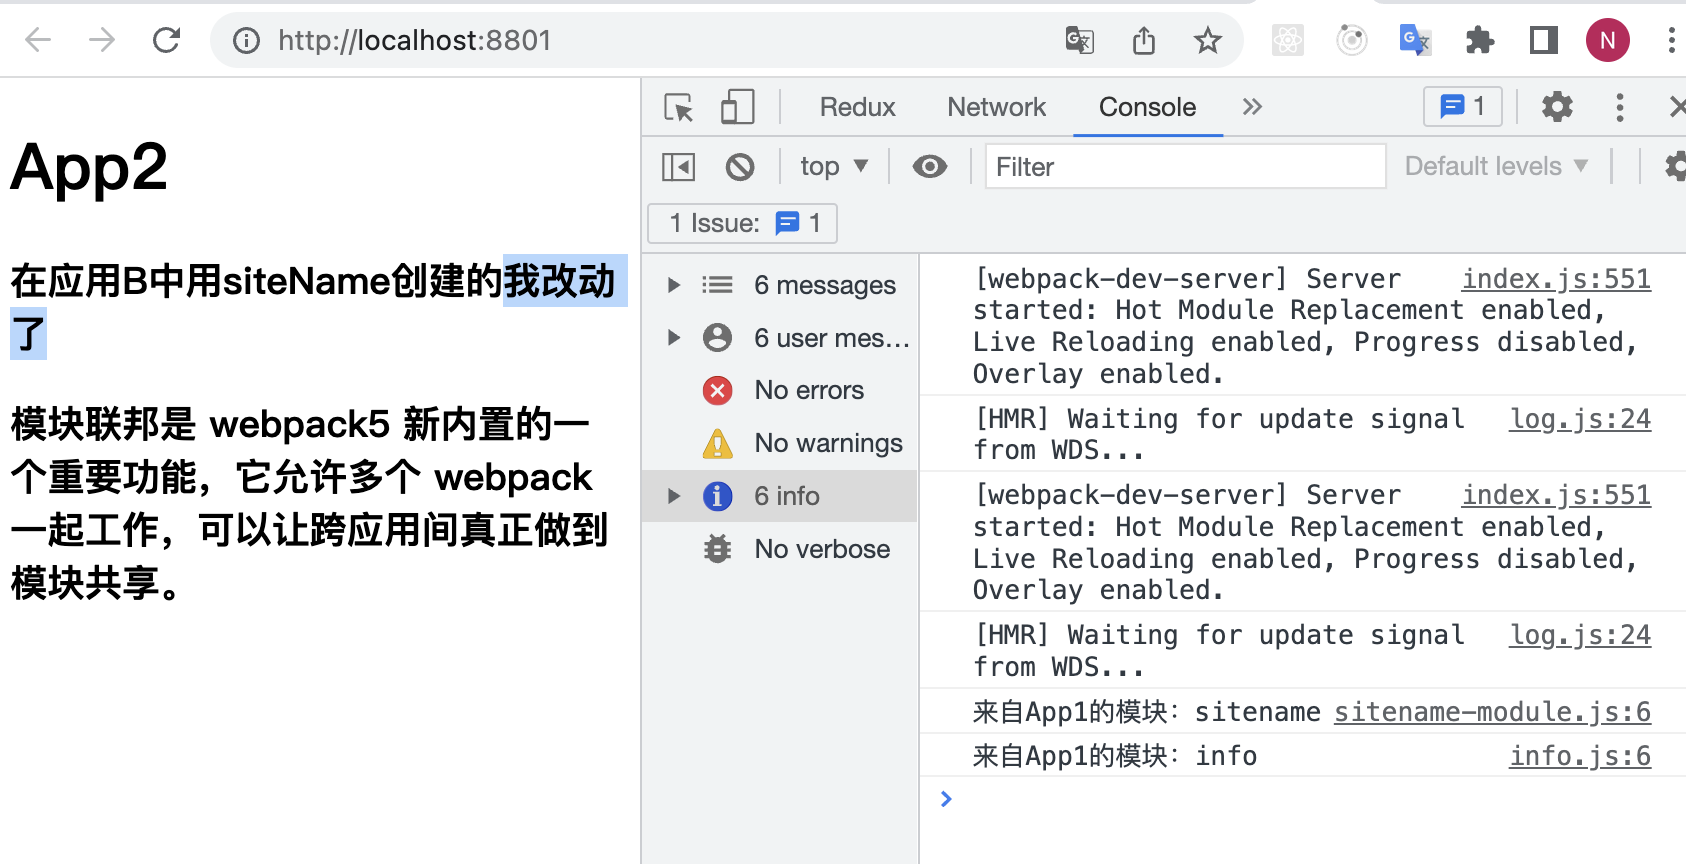 http://localhost:8801
N
App2
在应用B中用siteName创建的我改动
了
模块联邦是 webpack5 新内置的一
个重要功能，它允许多个 webpack
一起工作，可以让跨应用间真正做到
模块共享。
Redux Network Console 1
top Filter Default levels
1 Issue: 1
6 messages
6 user mes...
No errors
No warnings
6 info
No verbose
[webpack-dev-server] Server index.js:551
started: Hot Module Replacement enabled,
Live Reloading enabled, Progress disabled,
Overlay enabled.
[HMR] Waiting for update signal log.js:24
from WDS...
[webpack-dev-server] Server index.js:551
started: Hot Module Replacement enabled,
Live Reloading enabled, Progress disabled,
Overlay enabled.
[HMR] Waiting for update signal log.js:24
from WDS...
来自App1的模块：sitename sitename-module.js:6
来自App1的模块：info info.js:6